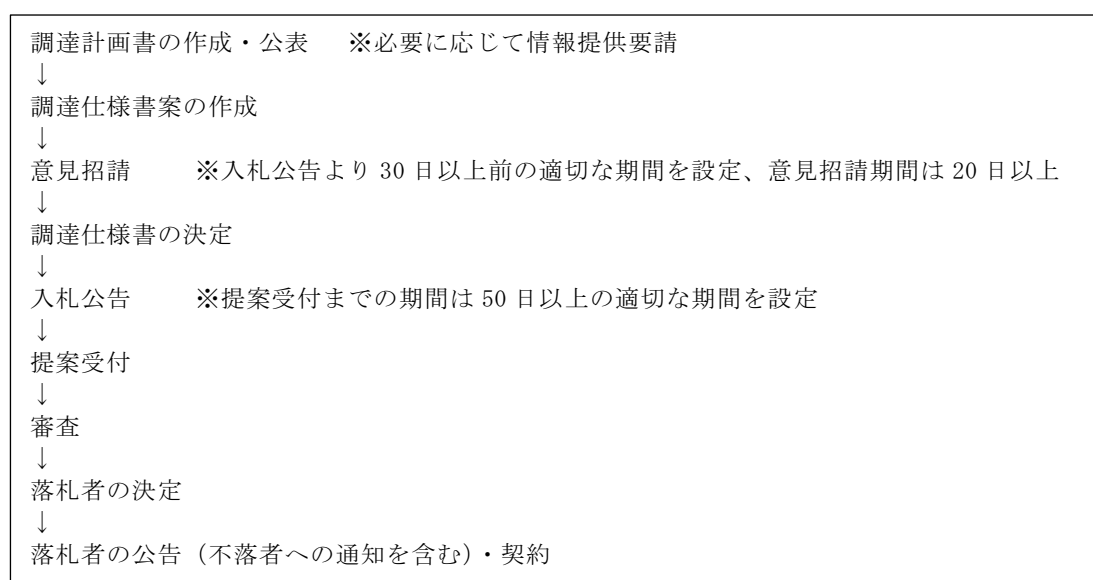 調達計画書の作成・公表　※必要に応じて情報提供要請
↓
調達仕様書案の作成
↓
意見招請　　※入札公告より 30 日以上前の適切な期間を設定、意見招請期間は 20 日以上
↓
調達仕様書の決定
↓
入札公告　　※提案受付までの期間は 50 日以上の適切な期間を設定
↓
提案受付
↓
審査
↓
落札者の決定
↓
落札者の公告（不落者への通知を含む）・契約